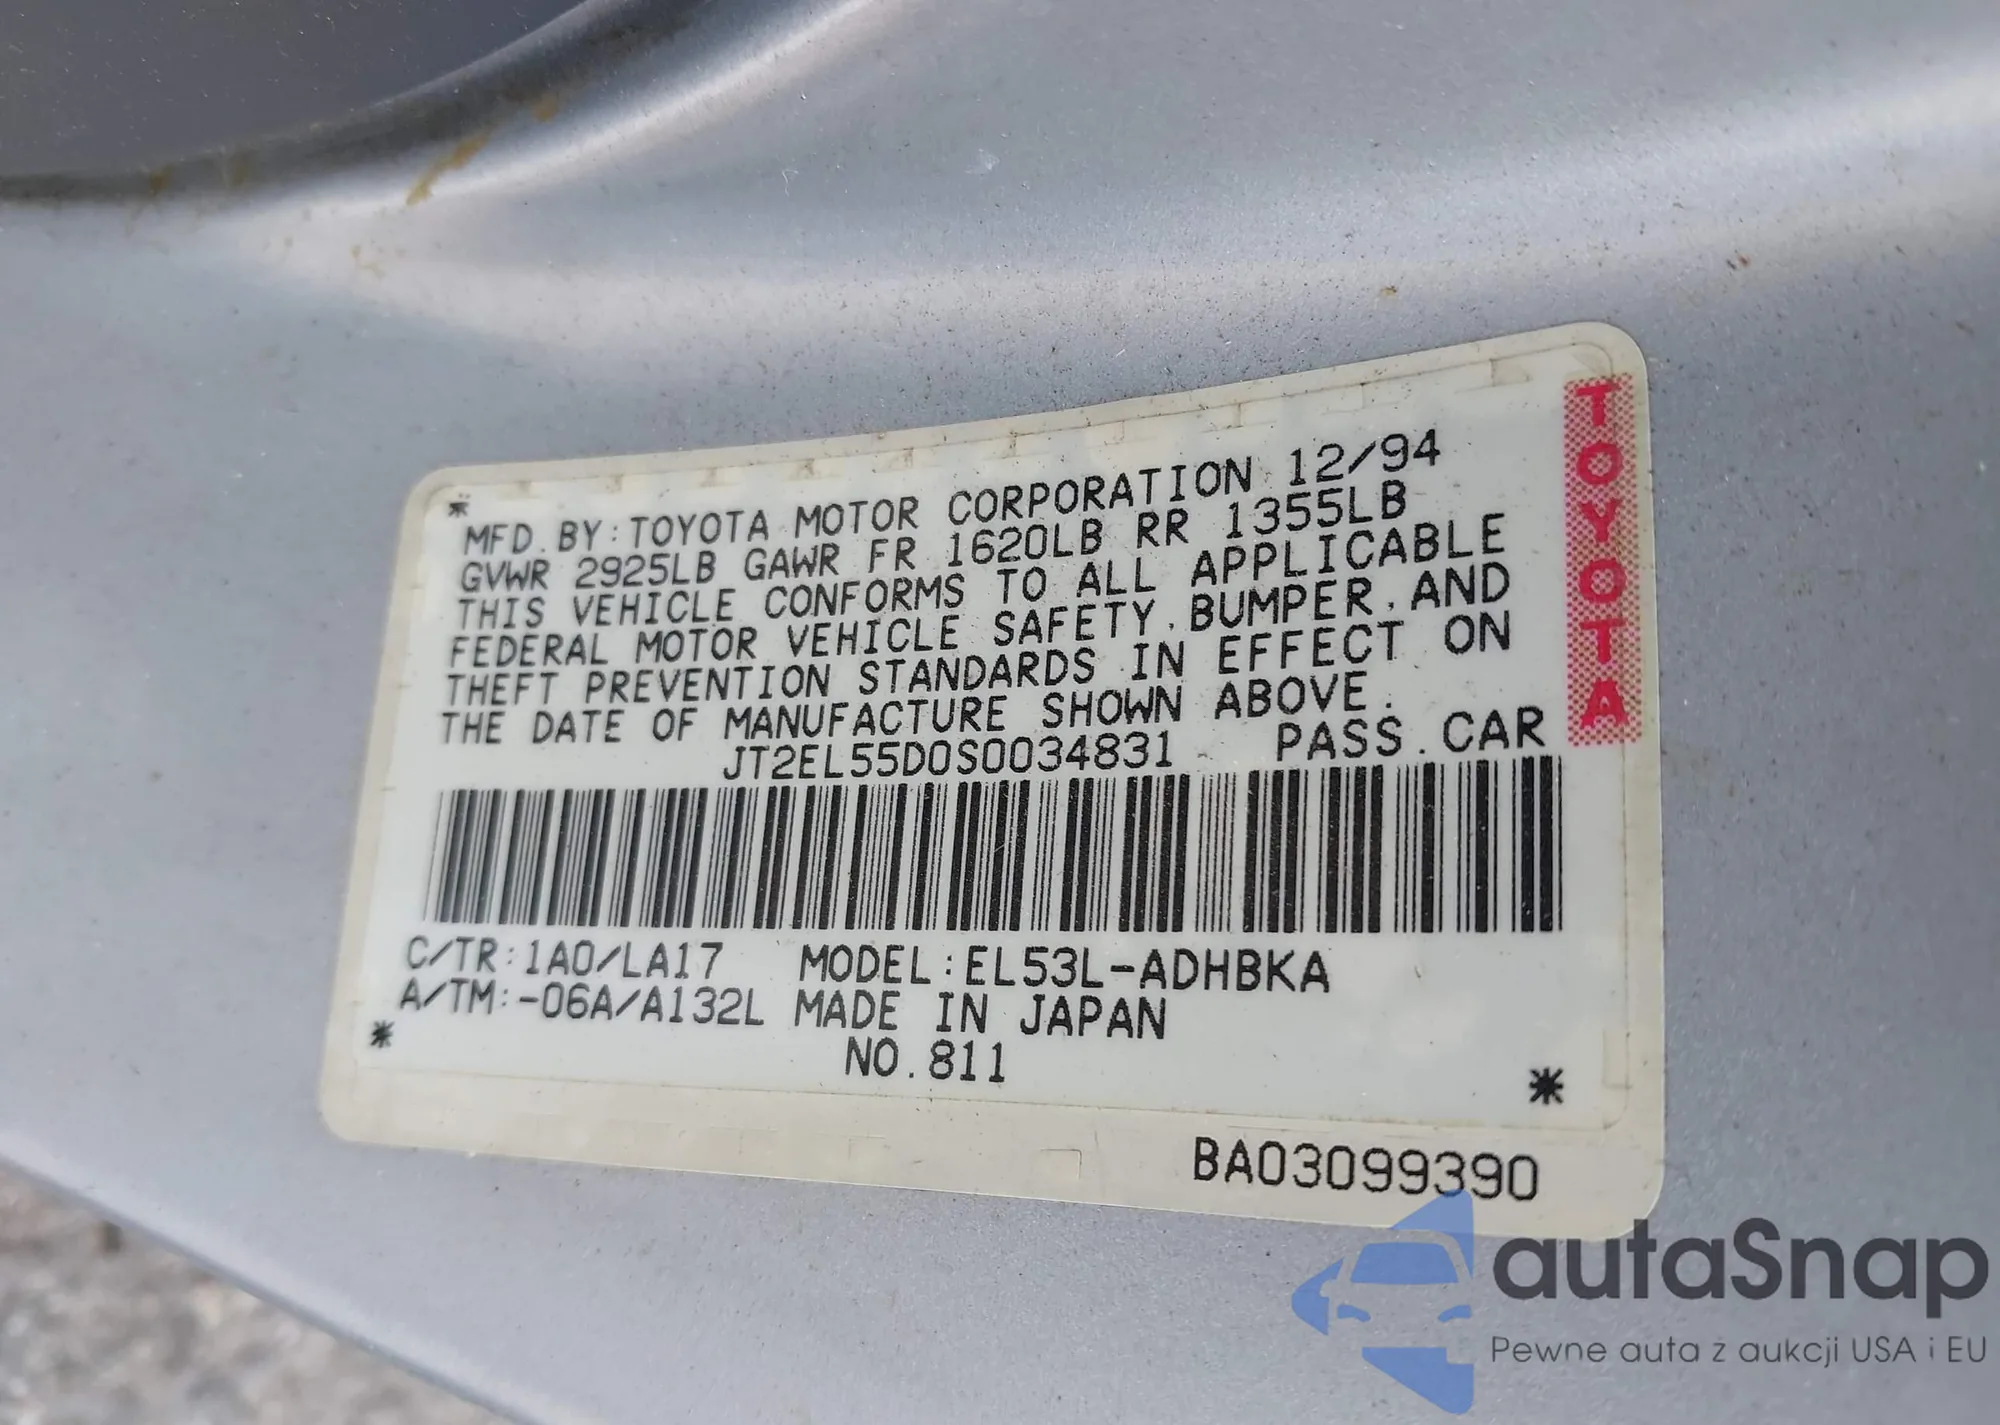 *
MFD. BY: TOYOTA MOTOR CORPORATION 12/94
GVWR 2925LB GAWR FR 1620LB RR 1355LB
THIS VEHICLE CONFORMS TO ALL APPLICABLE
FEDERAL MOTOR VEHICLE SAFETY, BUMPER, AND
THEFT PREVENTION STANDARDS IN EFFECT ON
THE DATE OF MANUFACTURE SHOWN ABOVE.
JT2EL55D0S0034831 PASS. CAR
TOYOTA
C/TR: 1A0/LA17 MODEL: EL53L-ADHBKA
A/TM: -06A/A132L MADE IN JAPAN
* NO. 811 *
BA03099390
autaSnap
Pewne auta z aukcji USA i EU